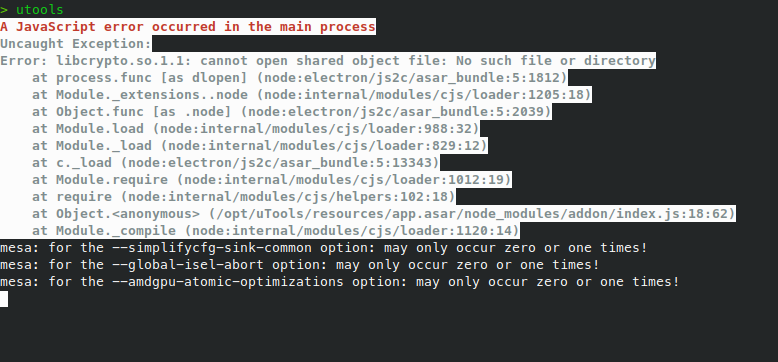 > utools
A JavaScript error occurred in the main process
Uncaught Exception:
Error: libcrypto.so.1.1: cannot open shared object file: No such file or directory
    at process.func [as dlopen] (node:electron/js2c/asar_bundle:5:1812)
    at Module._extensions..node (node:internal/modules/cjs/loader:1205:18)
    at Object.func [as .node] (node:electron/js2c/asar_bundle:5:2039)
    at Module.load (node:internal/modules/cjs/loader:988:32)
    at Module._load (node:internal/modules/cjs/loader:829:12)
    at c._load (node:electron/js2c/asar_bundle:5:13343)
    at Module.require (node:internal/modules/cjs/loader:1012:19)
    at require (node:internal/modules/cjs/helpers:102:18)
    at Object.<anonymous> (/opt/uTools/resources/app.asar/node_modules/addon/index.js:18:62)
    at Module._compile (node:internal/modules/cjs/loader:1120:14)
mesa: for the --simplifycfg-sink-common option: may only occur zero or one times!
mesa: for the --global-isel-abort option: may only occur zero or one times!
mesa: for the --amdgpu-atomic-optimizations option: may only occur zero or one times!